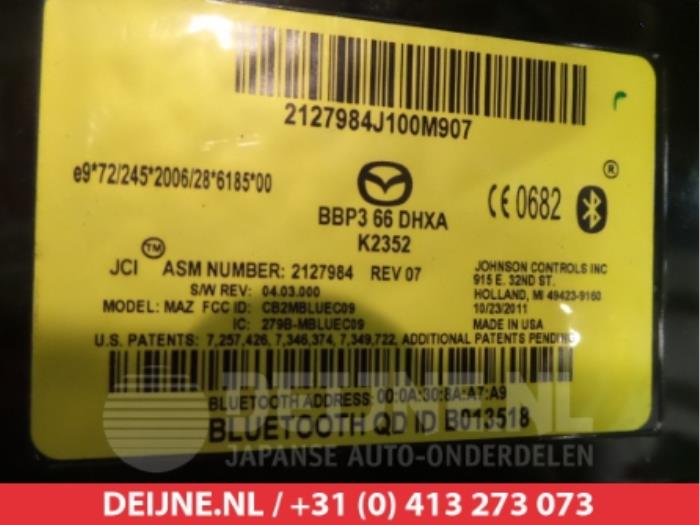 2127984J100M907
e9*72/245*2006/28*6185*00
BBP3 66 DHXA
K2352
CE 0682
®
JCI™ ASM NUMBER: 2127984 REV 07
S/W REV: 04.03.000
MODEL: MAZ FCC ID: CB2MBLUEC09
IC: 279B-MBLUEC09
JOHNSON CONTROLS INC
915 E. 32ND ST.
HOLLAND, MI 49423-9160
10/23/2011
MADE IN USA
U.S. PATENTS: 7,257,426, 7,346,374, 7,349,722, ADDITIONAL PATENTS PENDING
BLUETOOTH ADDRESS: 00:0A:30:8A:A7:A9
BLUETOOTH QD ID B013518
DEIJNE.NL
JAPANSE AUTO-ONDERDELEN
DEIJNE.NL / +31 (0) 413 273 073